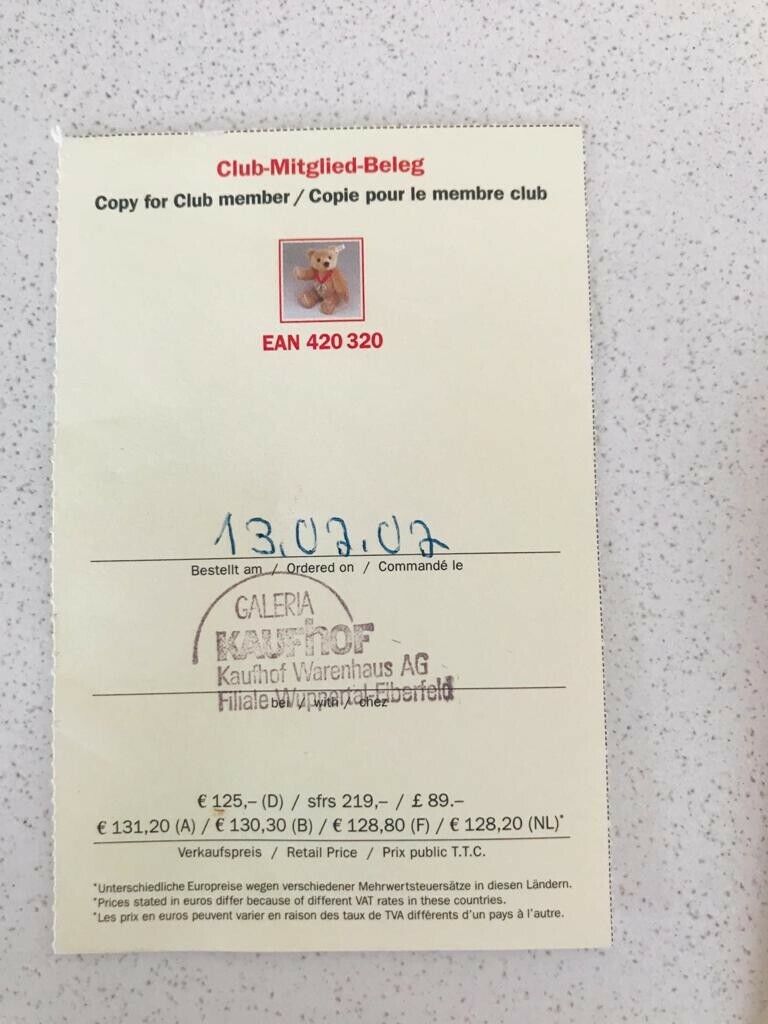 Club-Mitglied-Beleg
Copy for Club member / Copie pour le membre club
EAN 420 320
13.02.02
Bestellt am / Ordered on / Commandé le
GALERIA
KAUFhOF
Kaufhof Warenhaus AG
Filiale Wuppertal-Elberfeld
bei / with / chez
€ 125,– (D) / sfrs 219,– / £ 89.–
€ 131,20 (A) / € 130,30 (B) / € 128,80 (F) / € 128,20 (NL)*
Verkaufspreis / Retail Price / Prix public T.T.C.
*Unterschiedliche Europreise wegen verschiedener Mehrwertsteuersätze in diesen Ländern.
*Prices stated in euros differ because of different VAT rates in these countries.
*Les prix en euros peuvent varier en raison des taux de TVA différents d'un pays à l'autre.